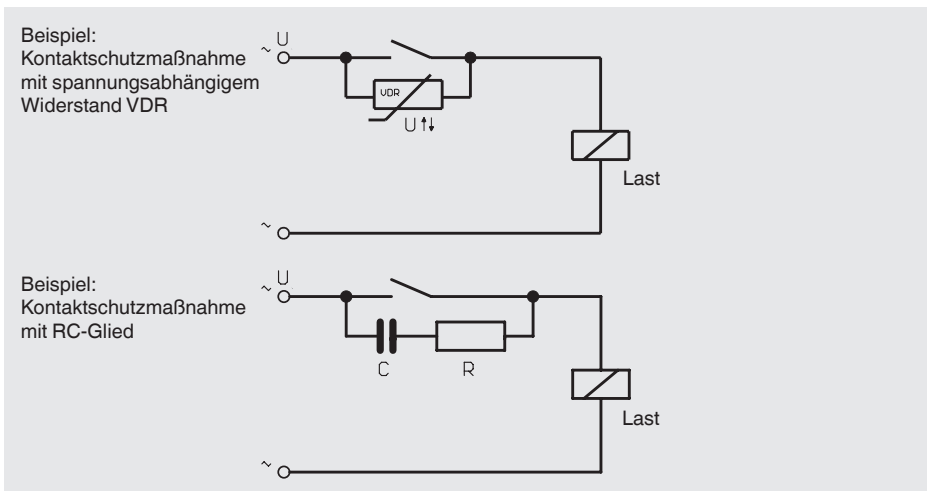 Beispiel:
Kontaktschutzmaßnahme
mit spannungsabhängigem
Widerstand VDR
~ U
VDR
U ↑↓
Last
~
Beispiel:
Kontaktschutzmaßnahme
mit RC-Glied
~ U
C R
Last
~